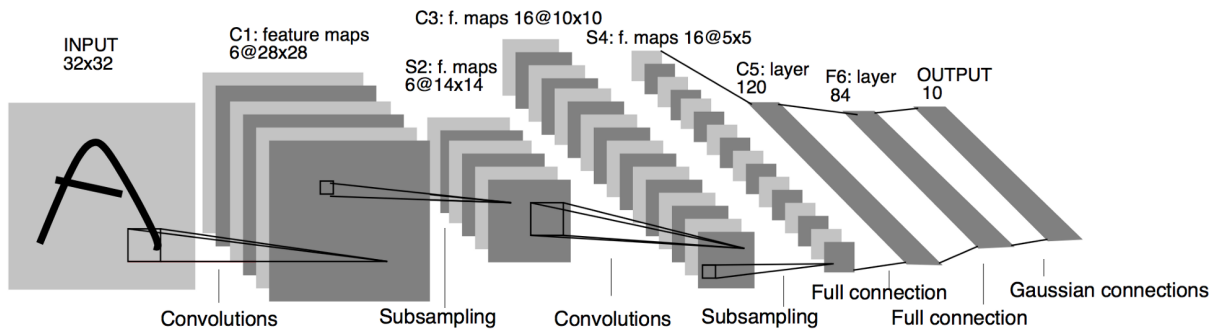 INPUT
32x32
C1: feature maps
6@28x28
S2: f. maps
6@14x14
C3: f. maps 16@10x10
S4: f. maps 16@5x5
C5: layer
120
F6: layer
84
OUTPUT
10
Convolutions
Subsampling
Convolutions
Subsampling
Full connection
Full connection
Gaussian connections
A